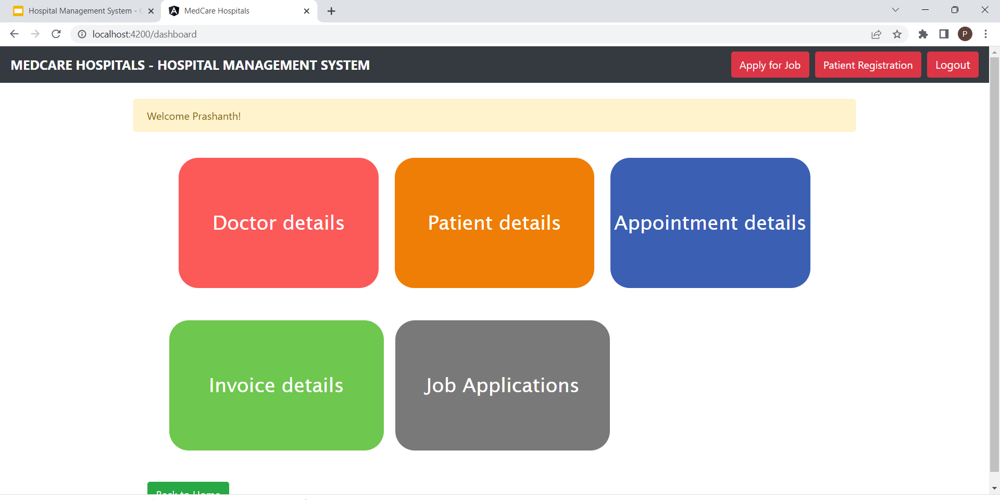 Hospital Management System -
MedCare Hospitals
localhost:4200/dashboard
P
MEDCARE HOSPITALS - HOSPITAL MANAGEMENT SYSTEM
Apply for Job
Patient Registration
Logout
Welcome Prashanth!
Doctor details
Patient details
Appointment details
Invoice details
Job Applications
Back to Home